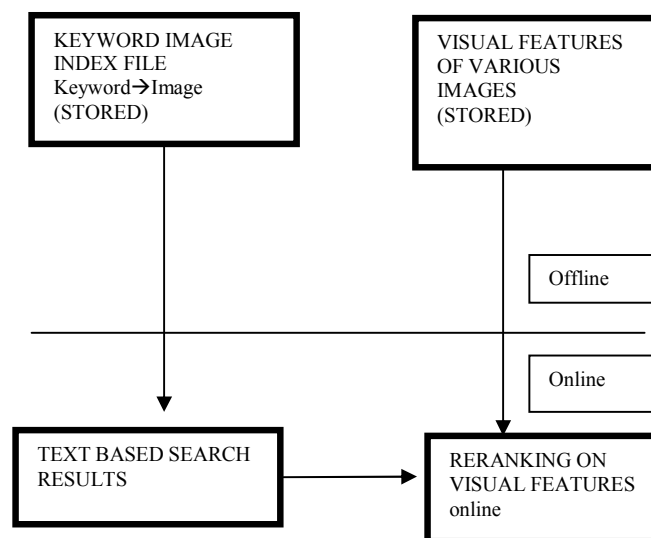 KEYWORD IMAGE
INDEX FILE
Keyword→Image
(STORED)
VISUAL FEATURES
OF VARIOUS
IMAGES
(STORED)
Offline
Online
TEXT BASED SEARCH
RESULTS
RERANKING ON
VISUAL FEATURES
online